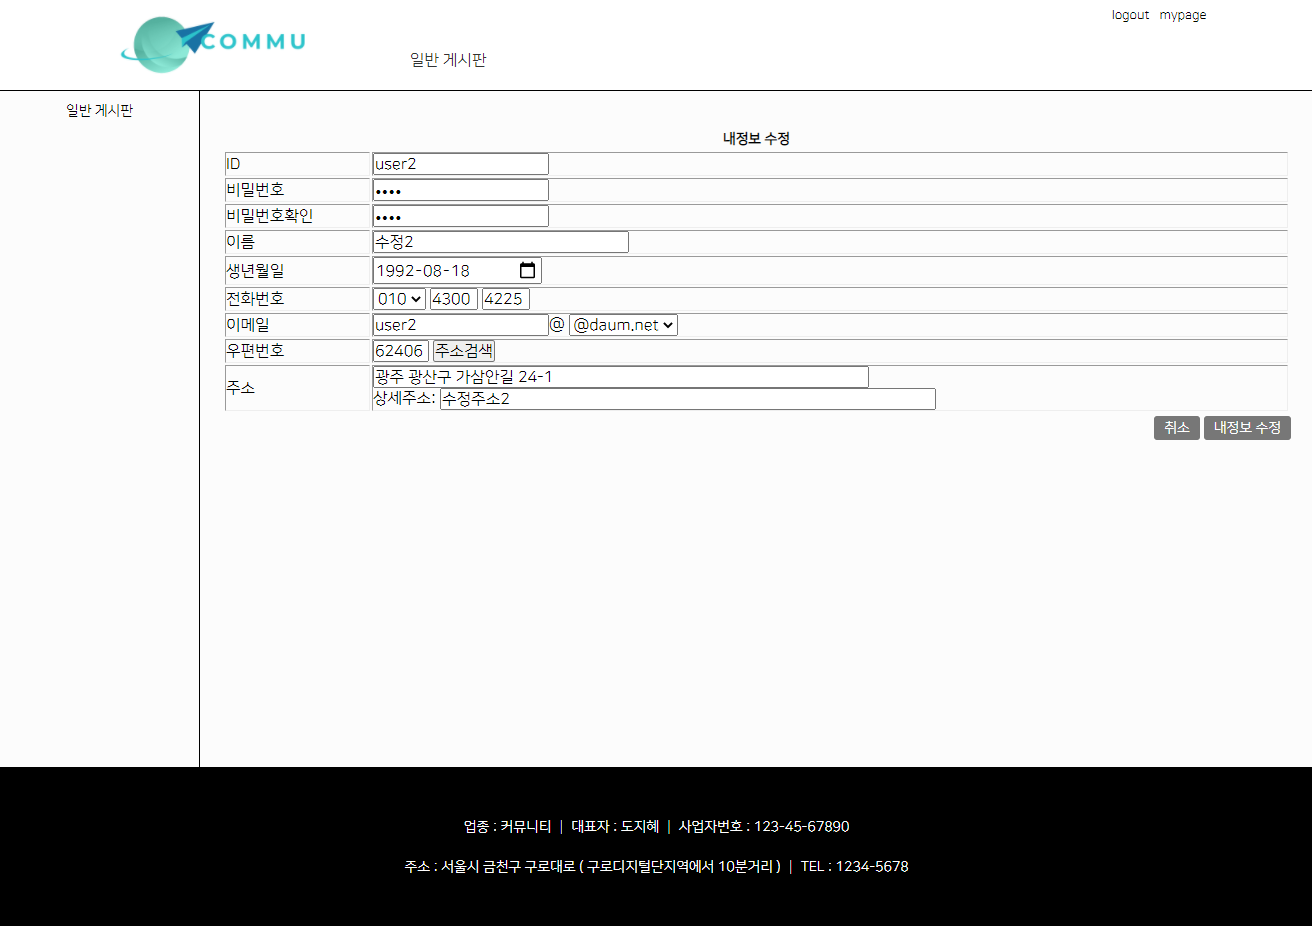 logout mypage
COMMU
일반 게시판
일반 게시판
내정보 수정
ID user2
비밀번호 ••••
비밀번호확인 ••••
이름 수정2
생년월일 1992-08-18
전화번호 010 4300 4225
이메일 user2 @ @daum.net
우편번호 62406 주소검색
주소 광주 광산구 가삼안길 24-1
상세주소: 수정주소2
취소 내정보 수정
업종 : 커뮤니티 | 대표자 : 도지혜 | 사업자번호 : 123-45-67890
주소 : 서울시 금천구 구로대로 ( 구로디지털단지역에서 10분거리 ) | TEL : 1234-5678